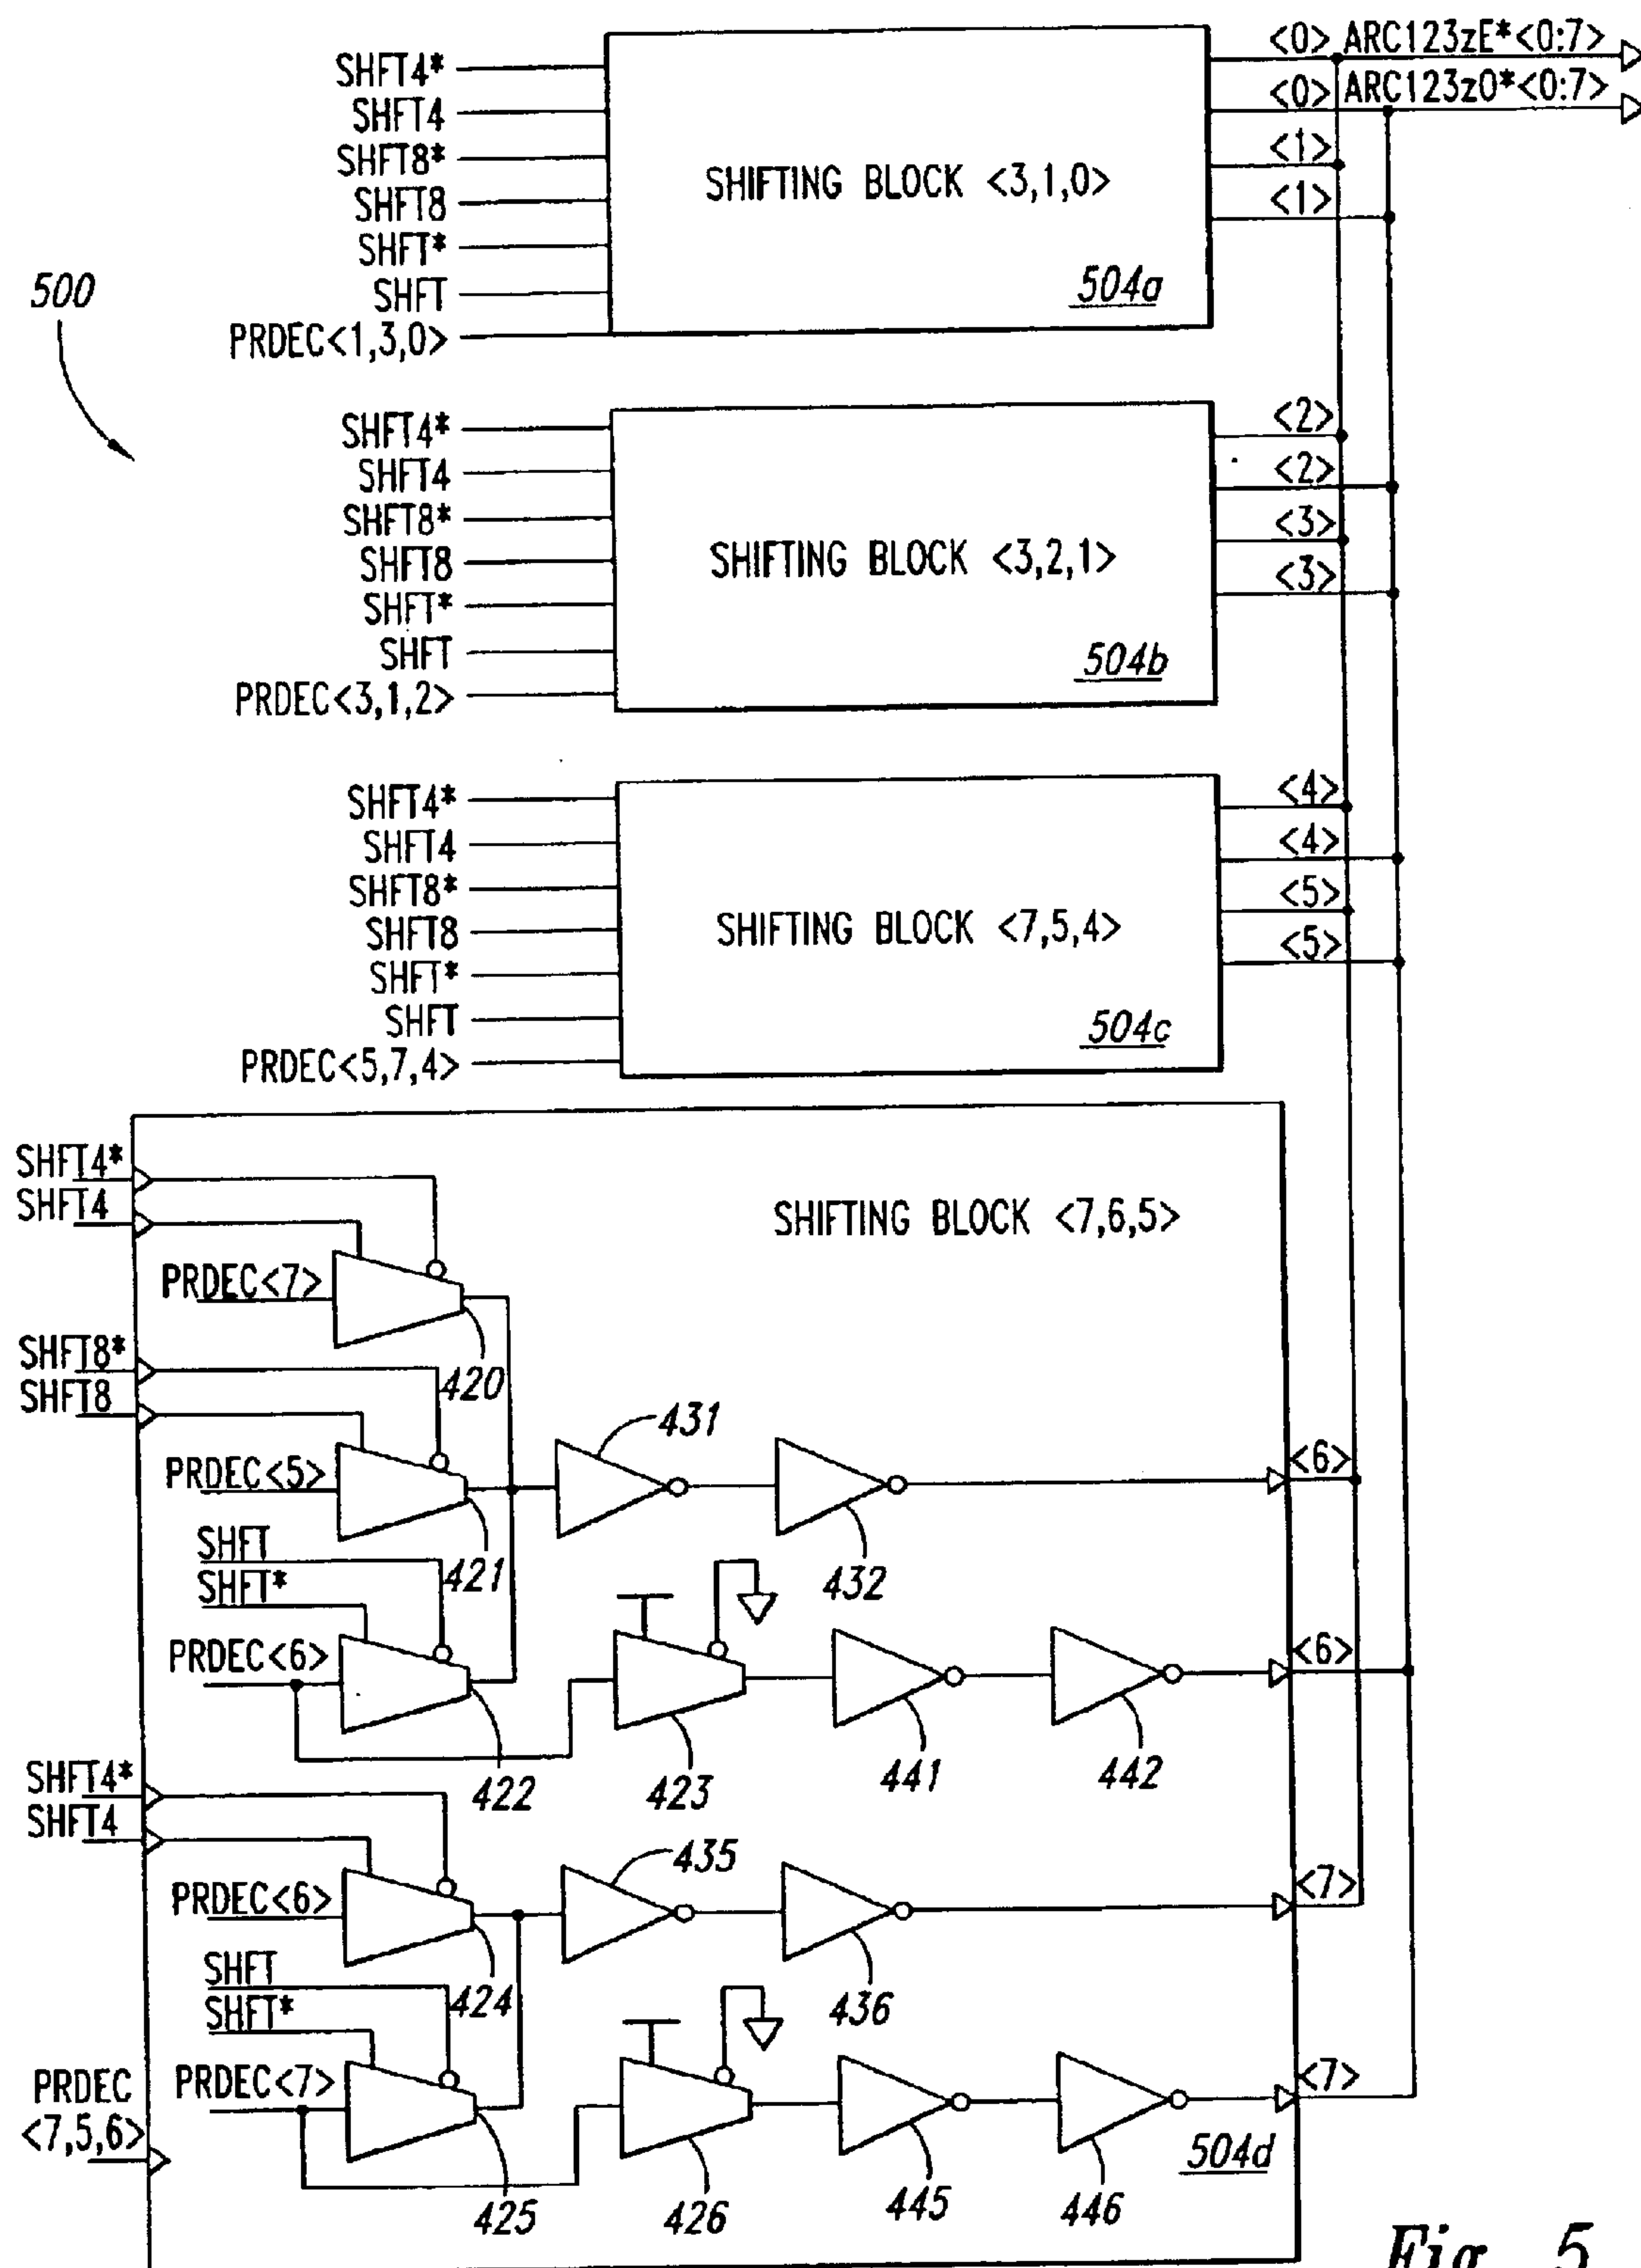 500
SHFT4*
SHFT4
SHFT8*
SHFT8
SHFT*
SHFT
PRDEC<1,3,0>
SHIFTING BLOCK <3,1,0>
504a
<0> ARC123zE*<0:7>
<0> ARC123zO*<0:7>
<1>
<1>
SHFT4*
SHFT4
SHFT8*
SHFT8
SHFT*
SHFT
PRDEC<3,1,2>
SHIFTING BLOCK <3,2,1>
504b
<2>
<2>
<3>
<3>
SHFT4*
SHFT4
SHFT8*
SHFT8
SHFT*
SHFT
PRDEC<5,7,4>
SHIFTING BLOCK <7,5,4>
504c
<4>
<4>
<5>
<5>
SHIFTING BLOCK <7,6,5>
SHFT4*
SHFT4
PRDEC<7>
420
SHFT8*
SHFT8
PRDEC<5>
421
431
432
<6>
SHFT
SHFT*
PRDEC<6>
422
423
441
442
<6>
SHFT4*
SHFT4
PRDEC<6>
424
435
436
<7>
SHFT
SHFT*
PRDEC<7>
425
426
445
446
<7>
PRDEC
<7,5,6>
504d
Fig. 5